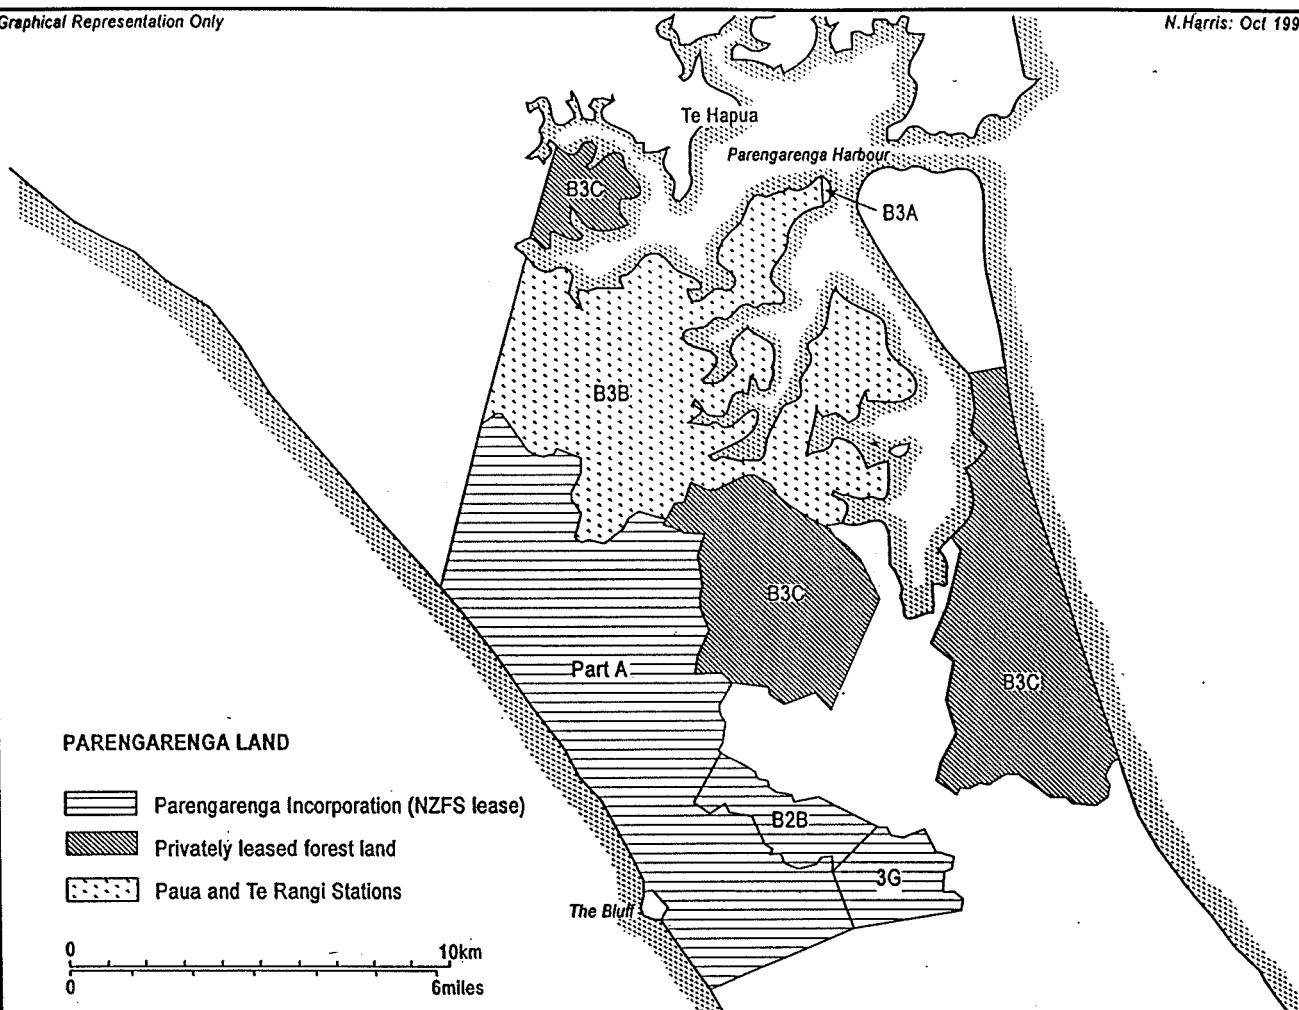 Graphical Representation Only
N.Harris: Oct 199
Te Hapua
Parengarenga Harbour
B3C
B3A
B3B
B3C
Part A
B3C
PARENGARENGA LAND
Parengarenga Incorporation (NZFS lease)
Privately leased forest land
Paua and Te Rangi Stations
B2B
3G
The Bluff
0 10km
0 6miles